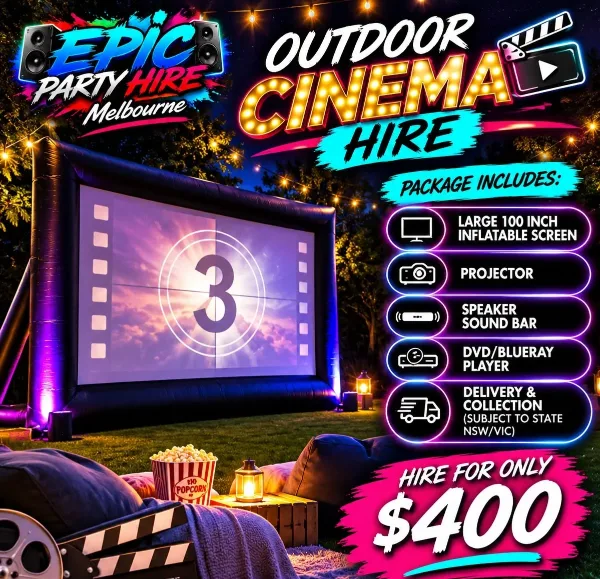 EPIC
PARTY HIRE
Melbourne
OUTDOOR
CINEMA
HIRE
PACKAGE INCLUDES:
LARGE 100 INCH
INFLATABLE SCREEN
PROJECTOR
SPEAKER
SOUND BAR
DVD/BLUERAY
PLAYER
DELIVERY &
COLLECTION
(SUBJECT TO STATE
NSW/VIC)
3
POPCORN
HIRE FOR ONLY
$400